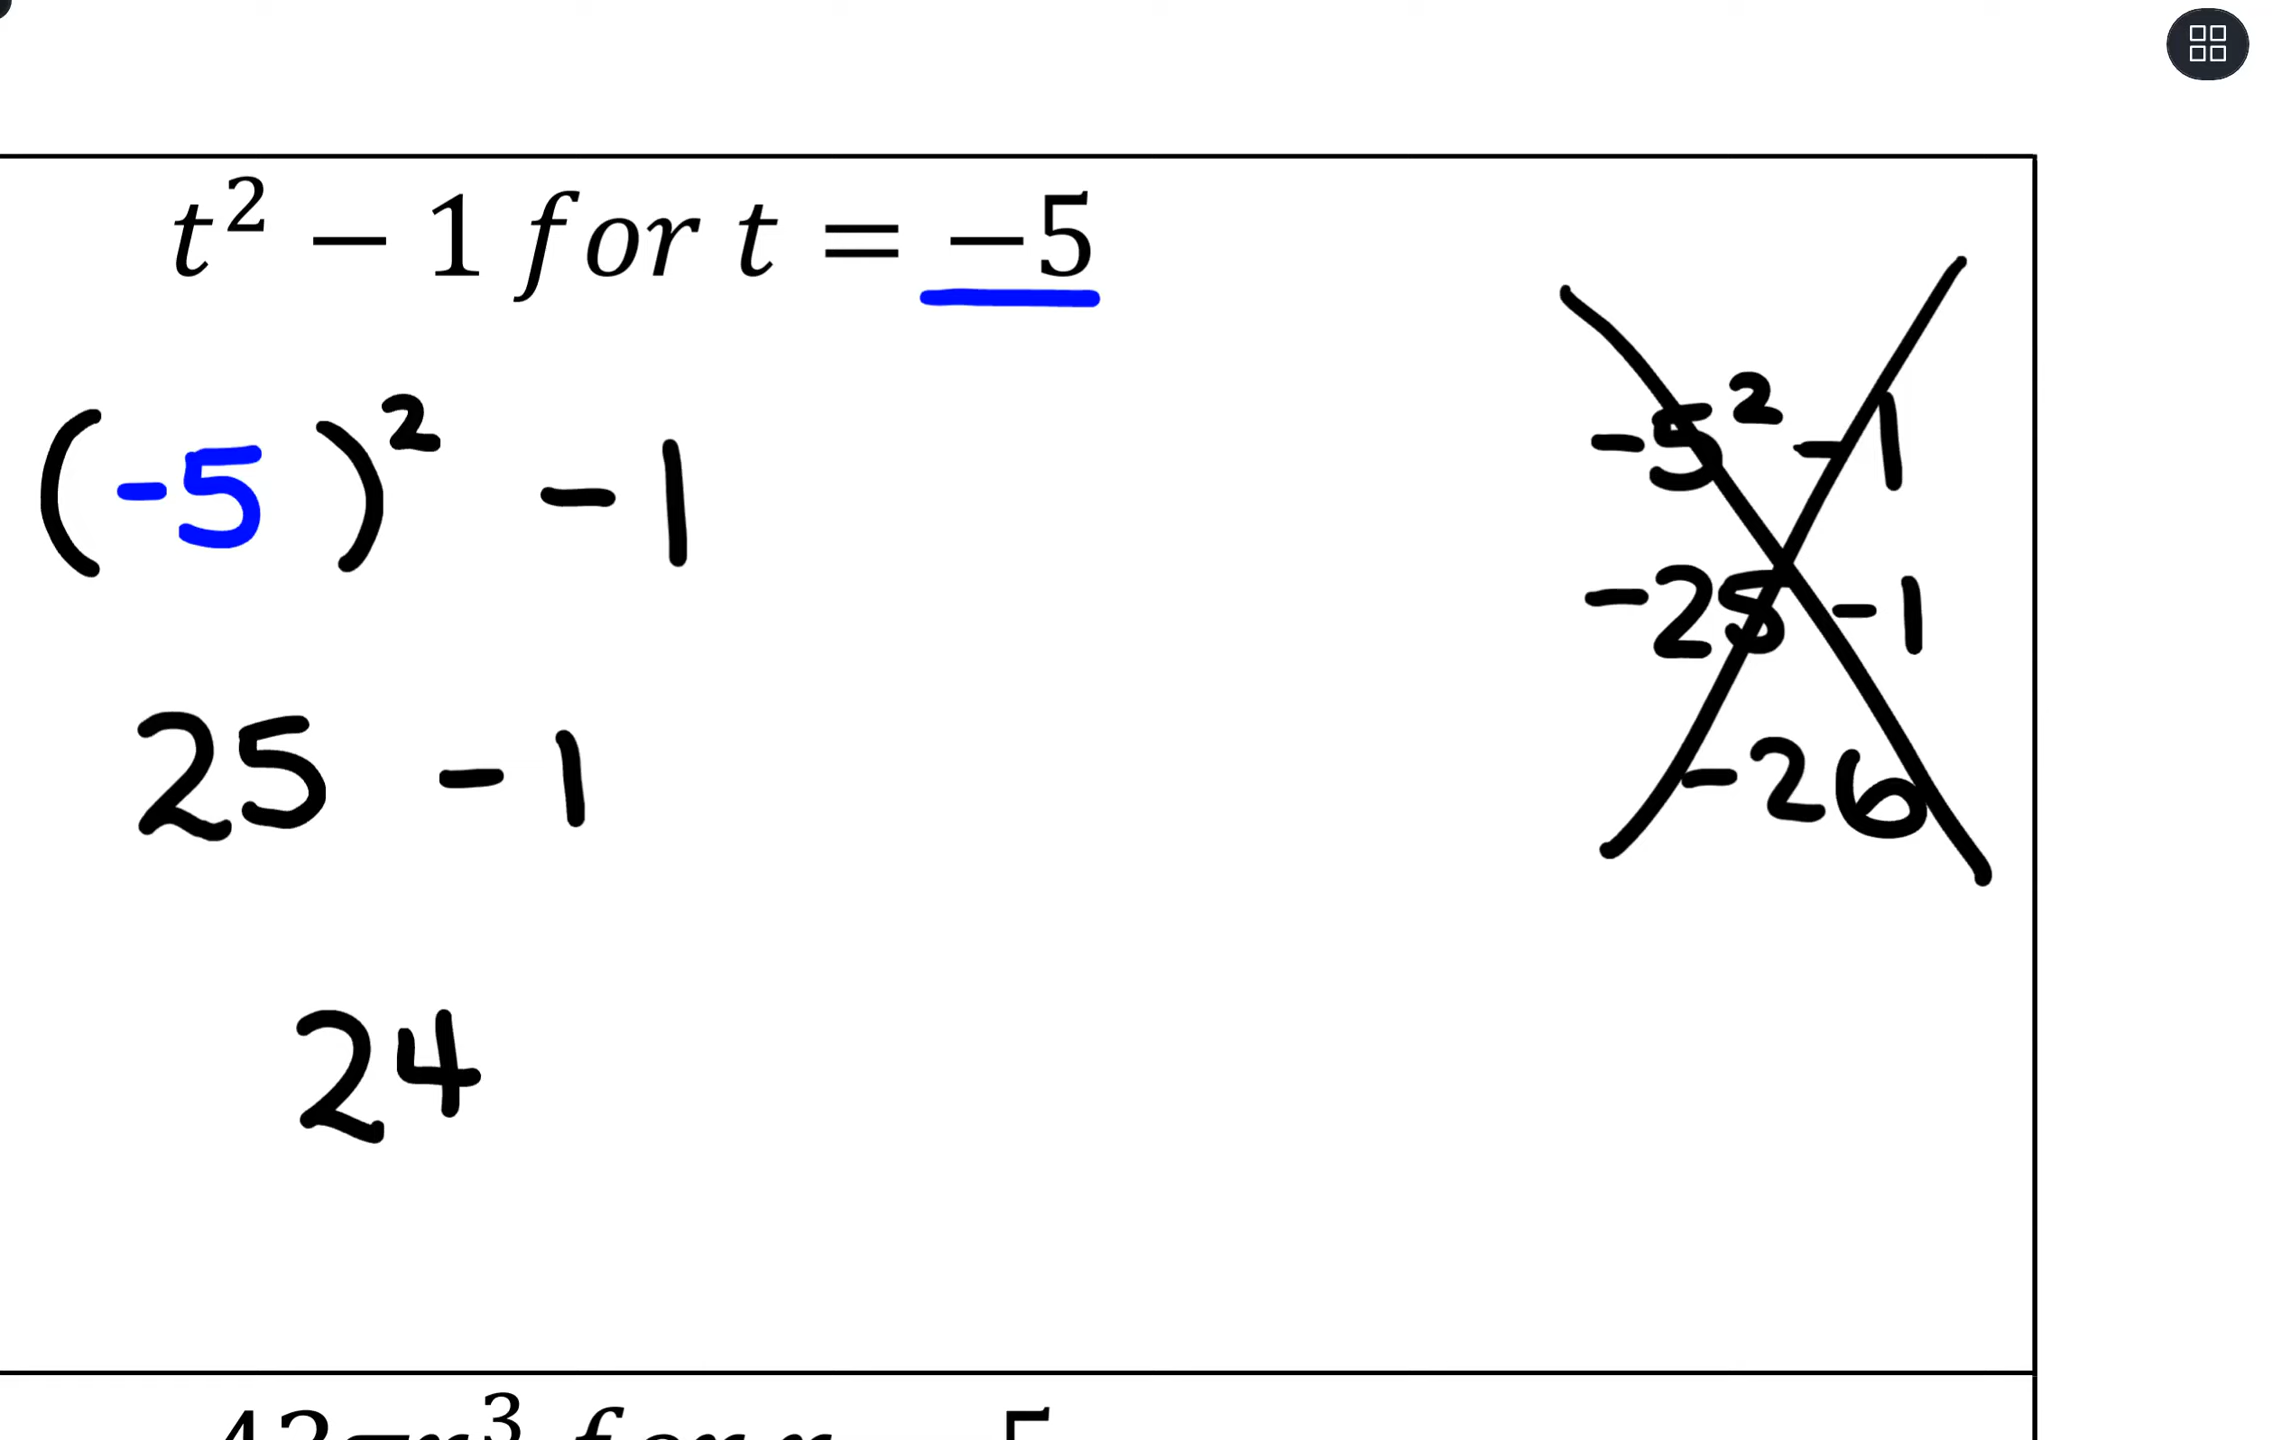 t² − 1 for t = −5
(-5)² - 1
25 - 1
24
-5² - 1
-25 - 1
-26